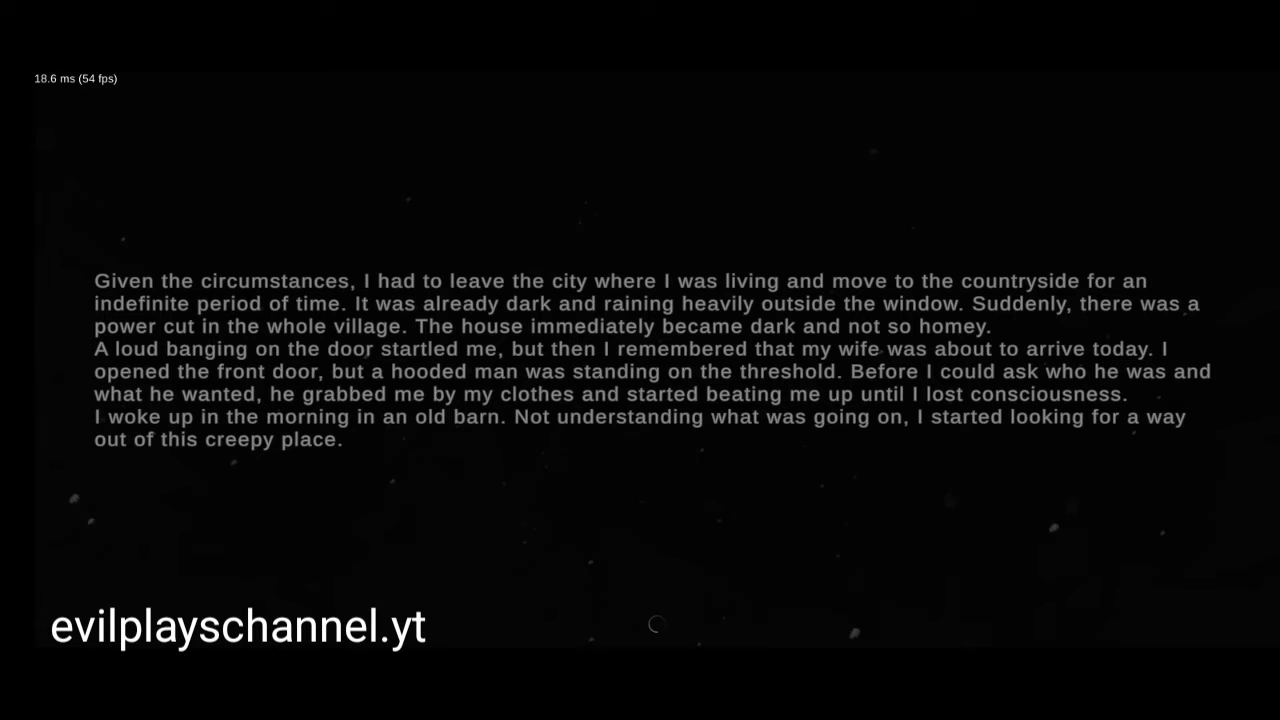 18.6 ms (54 fps)
Given the circumstances, I had to leave the city where I was living and move to the countryside for an
indefinite period of time. It was already dark and raining heavily outside the window. Suddenly, there was a
power cut in the whole village. The house immediately became dark and not so homey.
A loud banging on the door startled me, but then I remembered that my wife was about to arrive today. I
opened the front door, but a hooded man was standing on the threshold. Before I could ask who he was and
what he wanted, he grabbed me by my clothes and started beating me up until I lost consciousness.
I woke up in the morning in an old barn. Not understanding what was going on, I started looking for a way
out of this creepy place.
evilplayschannel.yt